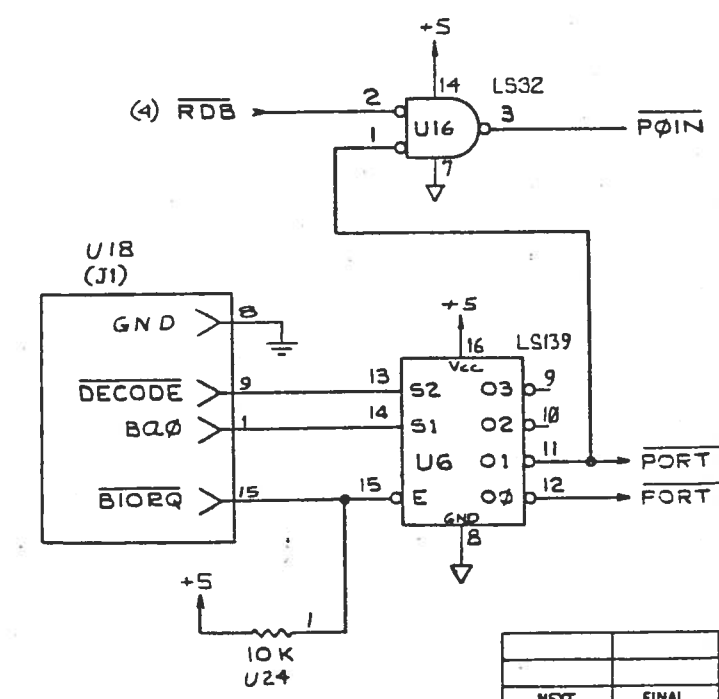 +5
14 LS32
(4) RDB 2 U16 3 PØIN
1
7
U18
(J1)
GND 8
+5
16 LS139
Vcc
DECODE 9 13 S2 O3 9
BaØ 1 14 S1 O2 10
U6 O1 11 PORT
BIORQ 15 15 E OØ 12 FORT
GND
8
+5
1
10K
U24
NEXT FINAL